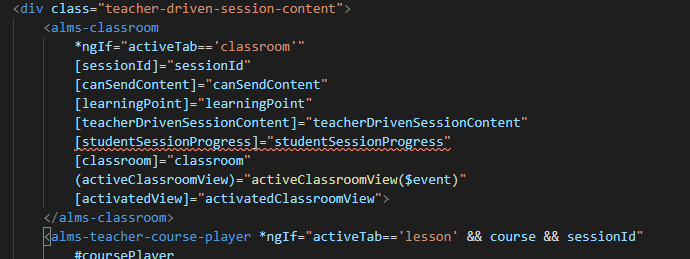 <div class="teacher-driven-session-content">
<alms-classroom
*ngIf="activeTab=='classroom'"
[sessionId]="sessionId"
[canSendContent]="canSendContent"
[learningPoint]="learningPoint"
[teacherDrivenSessionContent]="teacherDrivenSessionContent"
[studentSessionProgress]="studentSessionProgress"
[classroom]="classroom"
(activeClassroomView)="activeClassroomView($event)"
[activatedView]="activatedClassroomView">
</alms-classroom>
<alms-teacher-course-player *ngIf="activeTab=='lesson' && course && sessionId"
#coursePlayer